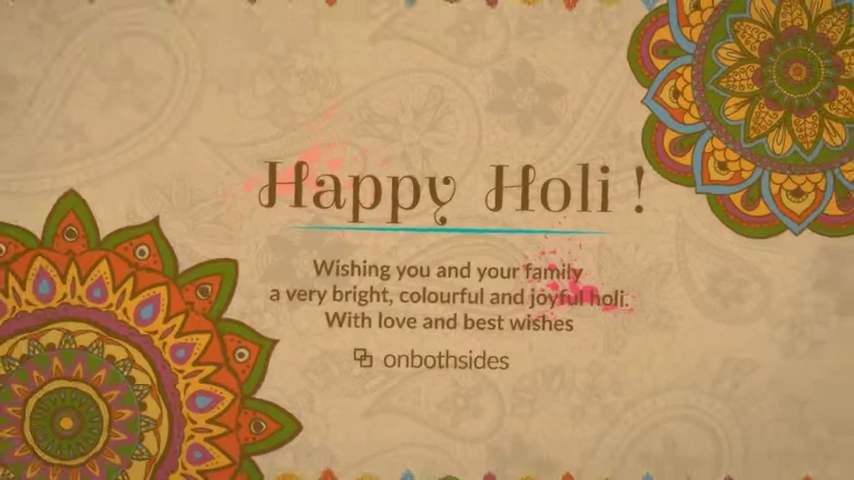 Happy Holi !
Wishing you and your family
a very bright, colourful and joyful holi.
With love and best wishes
onbothsides